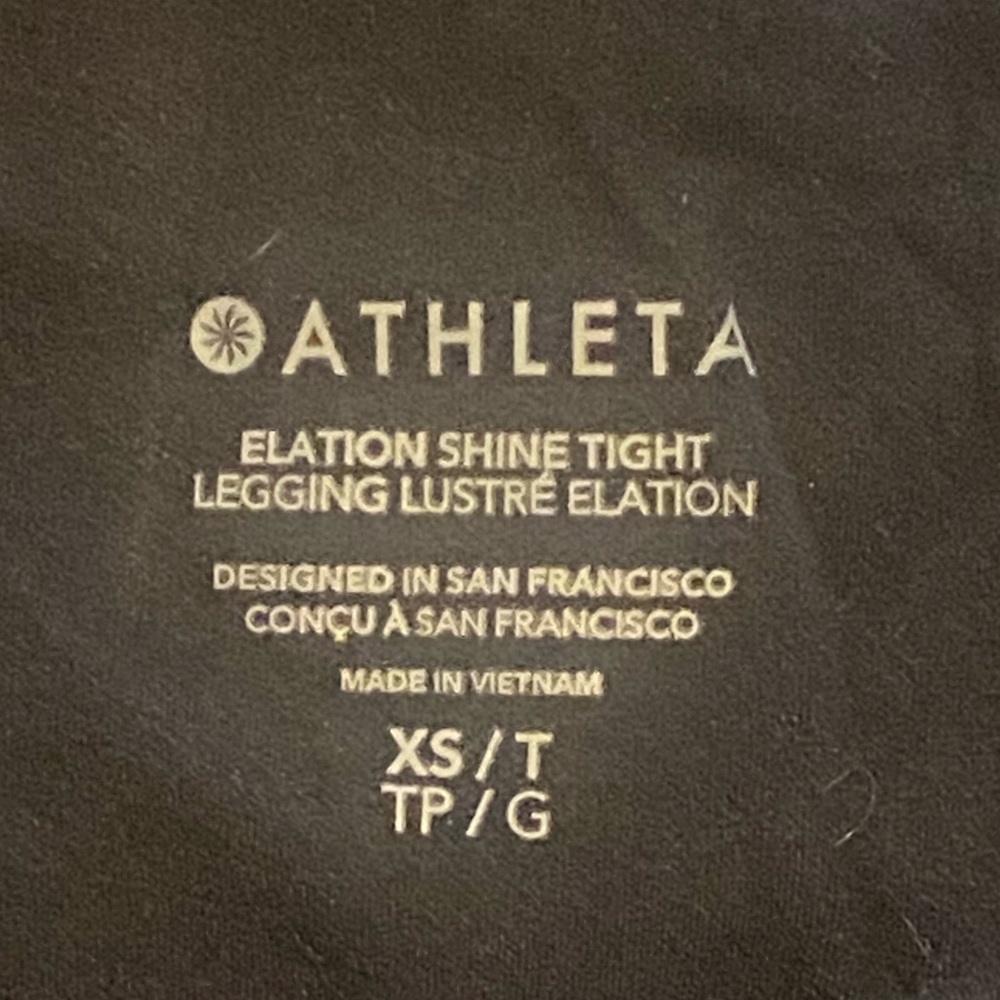 ATHLETA
ELATION SHINE TIGHT
LEGGING LUSTRÉ ELATION
DESIGNED IN SAN FRANCISCO
CONÇU À SAN FRANCISCO
MADE IN VIETNAM
XS / T
TP / G